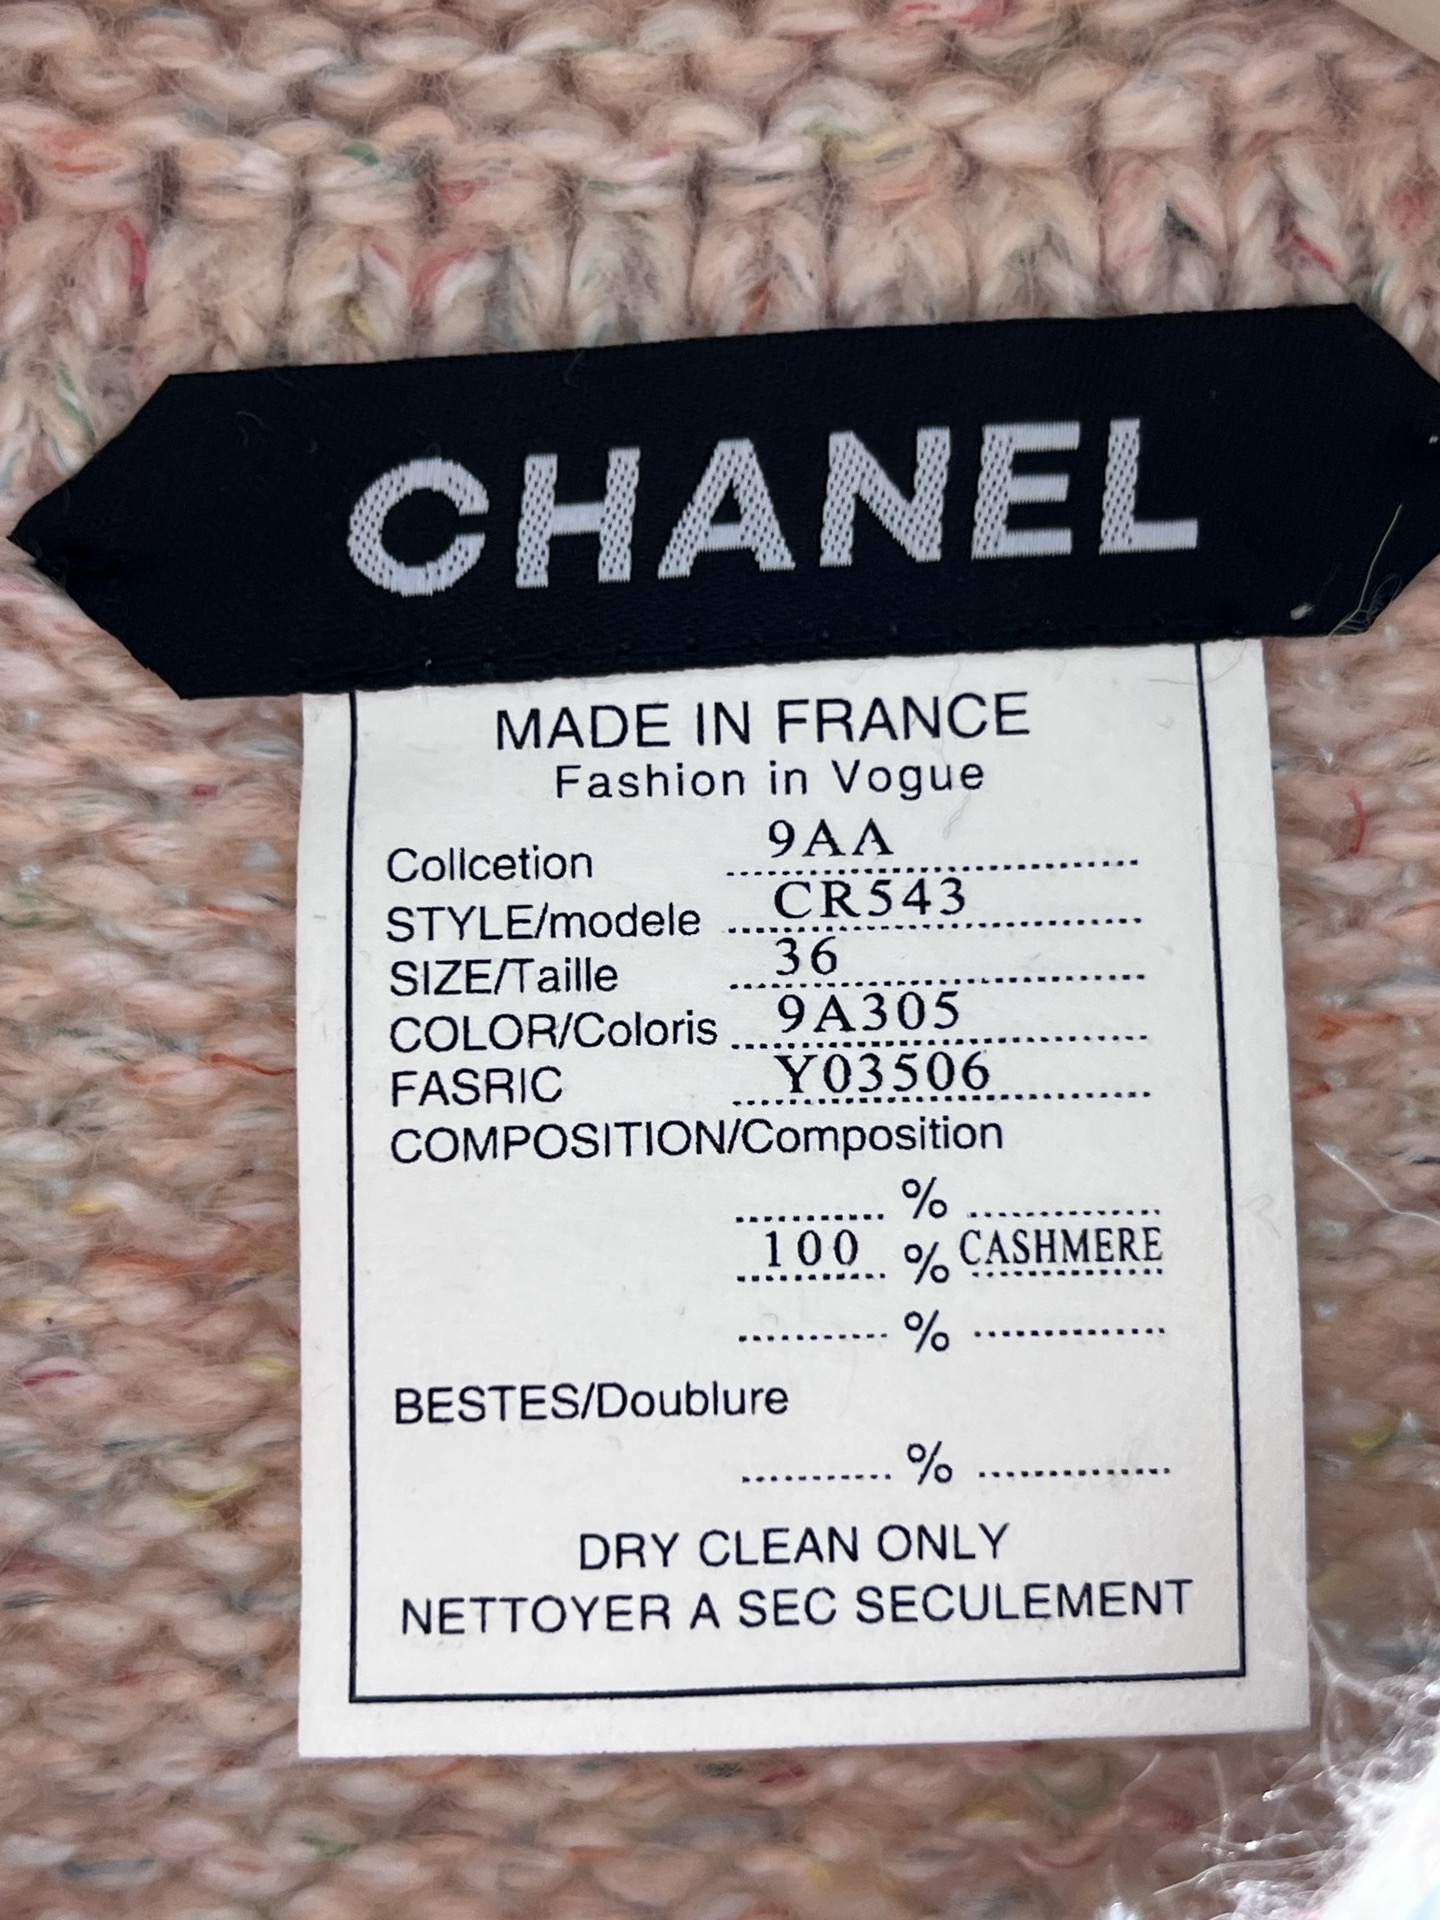 CHANEL
MADE IN FRANCE
Fashion in Vogue
Collcetion 9AA
STYLE/modele CR543
SIZE/Taille 36
COLOR/Coloris 9A305
FASRIC Y03506
COMPOSITION/Composition
%
100 % CASHMERE
%
BESTES/Doublure
%
DRY CLEAN ONLY
NETTOYER A SEC SECULEMENT